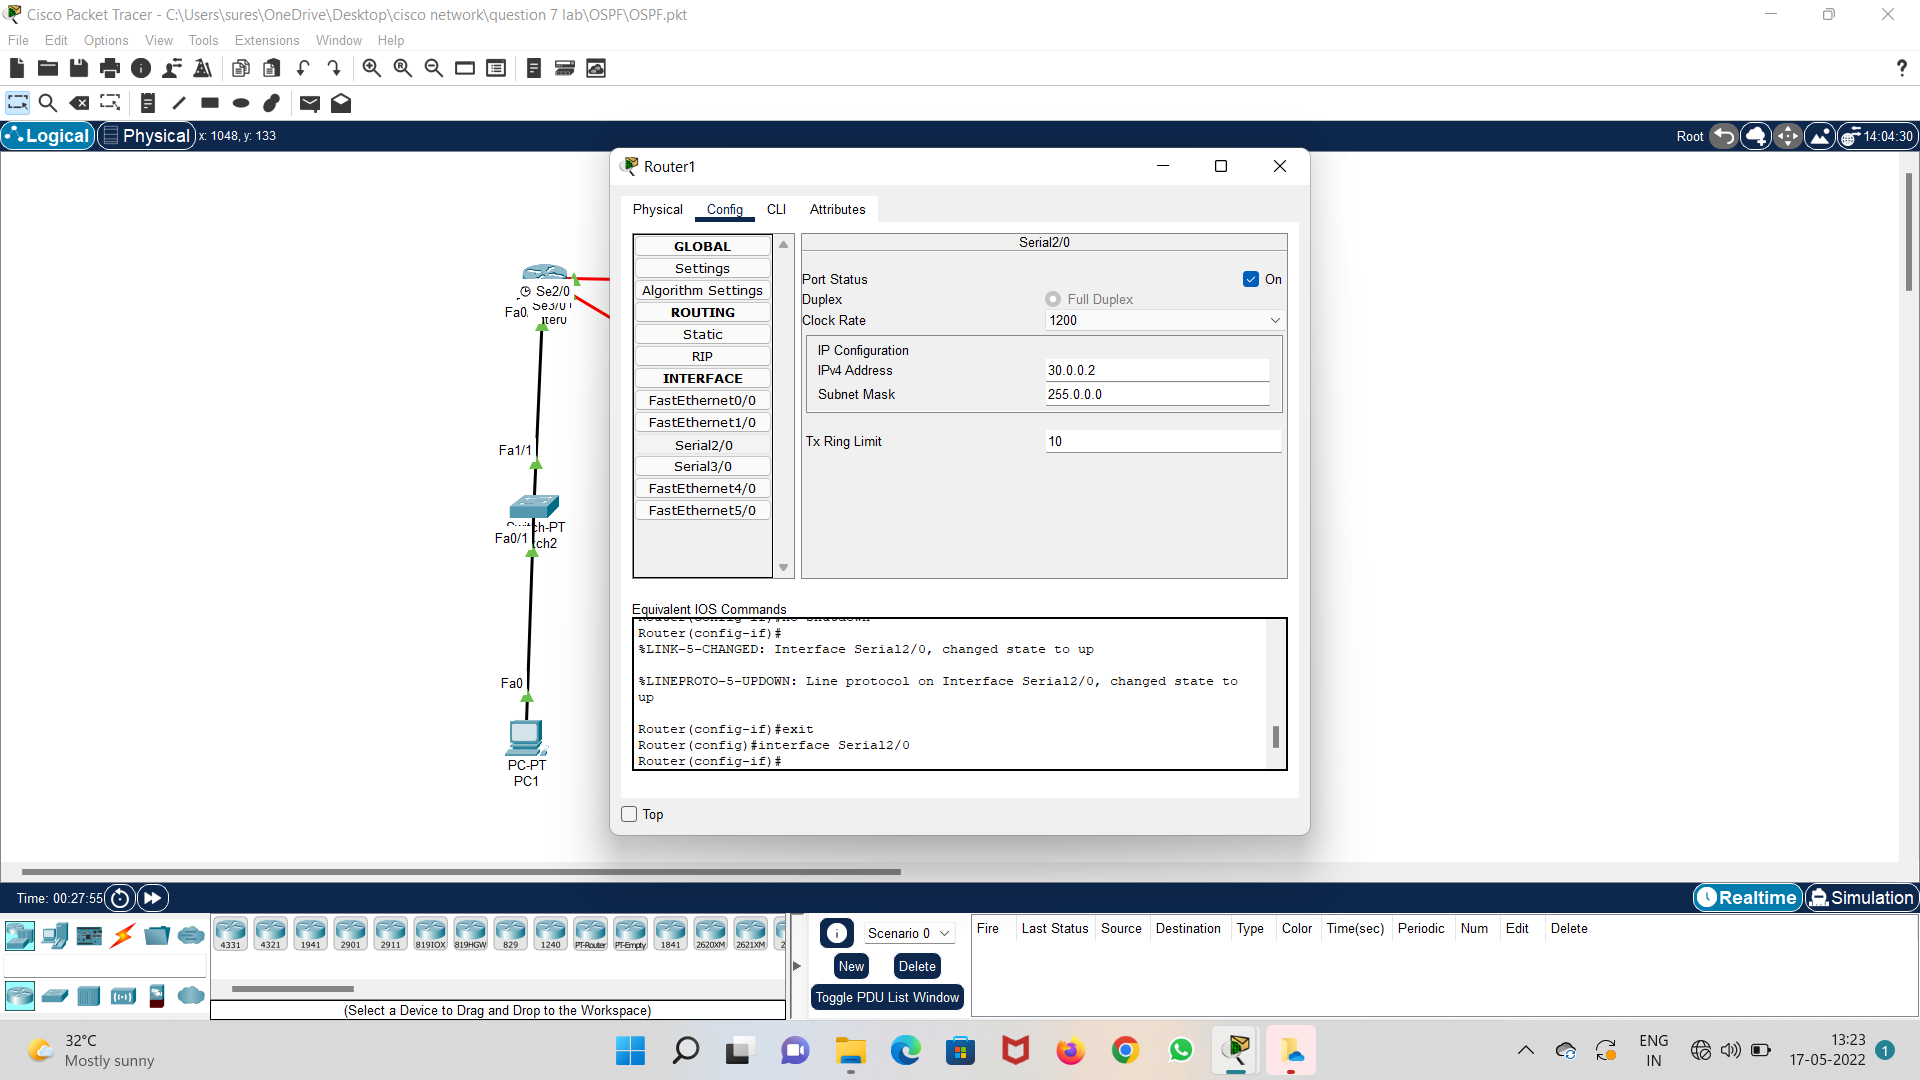 Cisco Packet Tracer - C:\Users\sures\OneDrive\Desktop\cisco network\question 7 lab\OSPF\OSPF.pkt
File Edit Options View Tools Extensions Window Help
?
Logical Physical x: 1048, y: 133
Root 14:04:30
Router1
Physical Config CLI Attributes
GLOBAL
Settings
Algorithm Settings
ROUTING
Static
RIP
INTERFACE
FastEthernet0/0
FastEthernet1/0
Serial2/0
Serial3/0
FastEthernet4/0
FastEthernet5/0
Serial2/0
Port Status On
Duplex Full Duplex
Clock Rate 1200
IP Configuration
IPv4 Address 30.0.0.2
Subnet Mask 255.0.0.0
Tx Ring Limit 10
Equivalent IOS Commands
Router(config-if)#no shutdown
Router(config-if)#
%LINK-5-CHANGED: Interface Serial2/0, changed state to up
%LINEPROTO-5-UPDOWN: Line protocol on Interface Serial2/0, changed state to
up
Router(config-if)#exit
Router(config)#interface Serial2/0
Router(config-if)#
Top
Se2/0
Se3/0
Fa0
Fa1/1
Fa0/1
Fa0
PC-PT
PC1
Time: 00:27:55
Realtime Simulation
4331 4321 1941 2901 2911 819IOX 819HGW 829 1240 PT-Router PT-Empty 1841 2620XM 2621XM 2
(Select a Device to Drag and Drop to the Workspace)
Scenario 0
New Delete
Toggle PDU List Window
Fire Last Status Source Destination Type Color Time(sec) Periodic Num Edit Delete
32°C
Mostly sunny
ENG
IN
13:23
17-05-2022
1